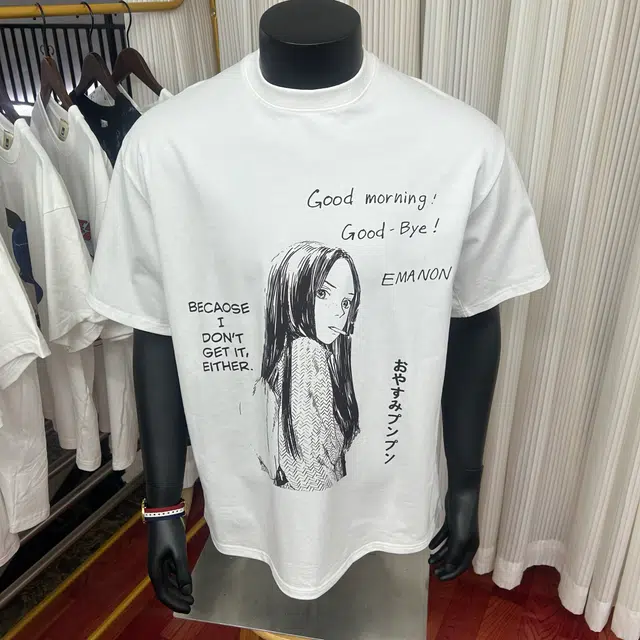 Good morning!
Good-Bye!
EMANON
BECAOSE
I
DON'T
GET IT,
EITHER.
おやすみプンプン